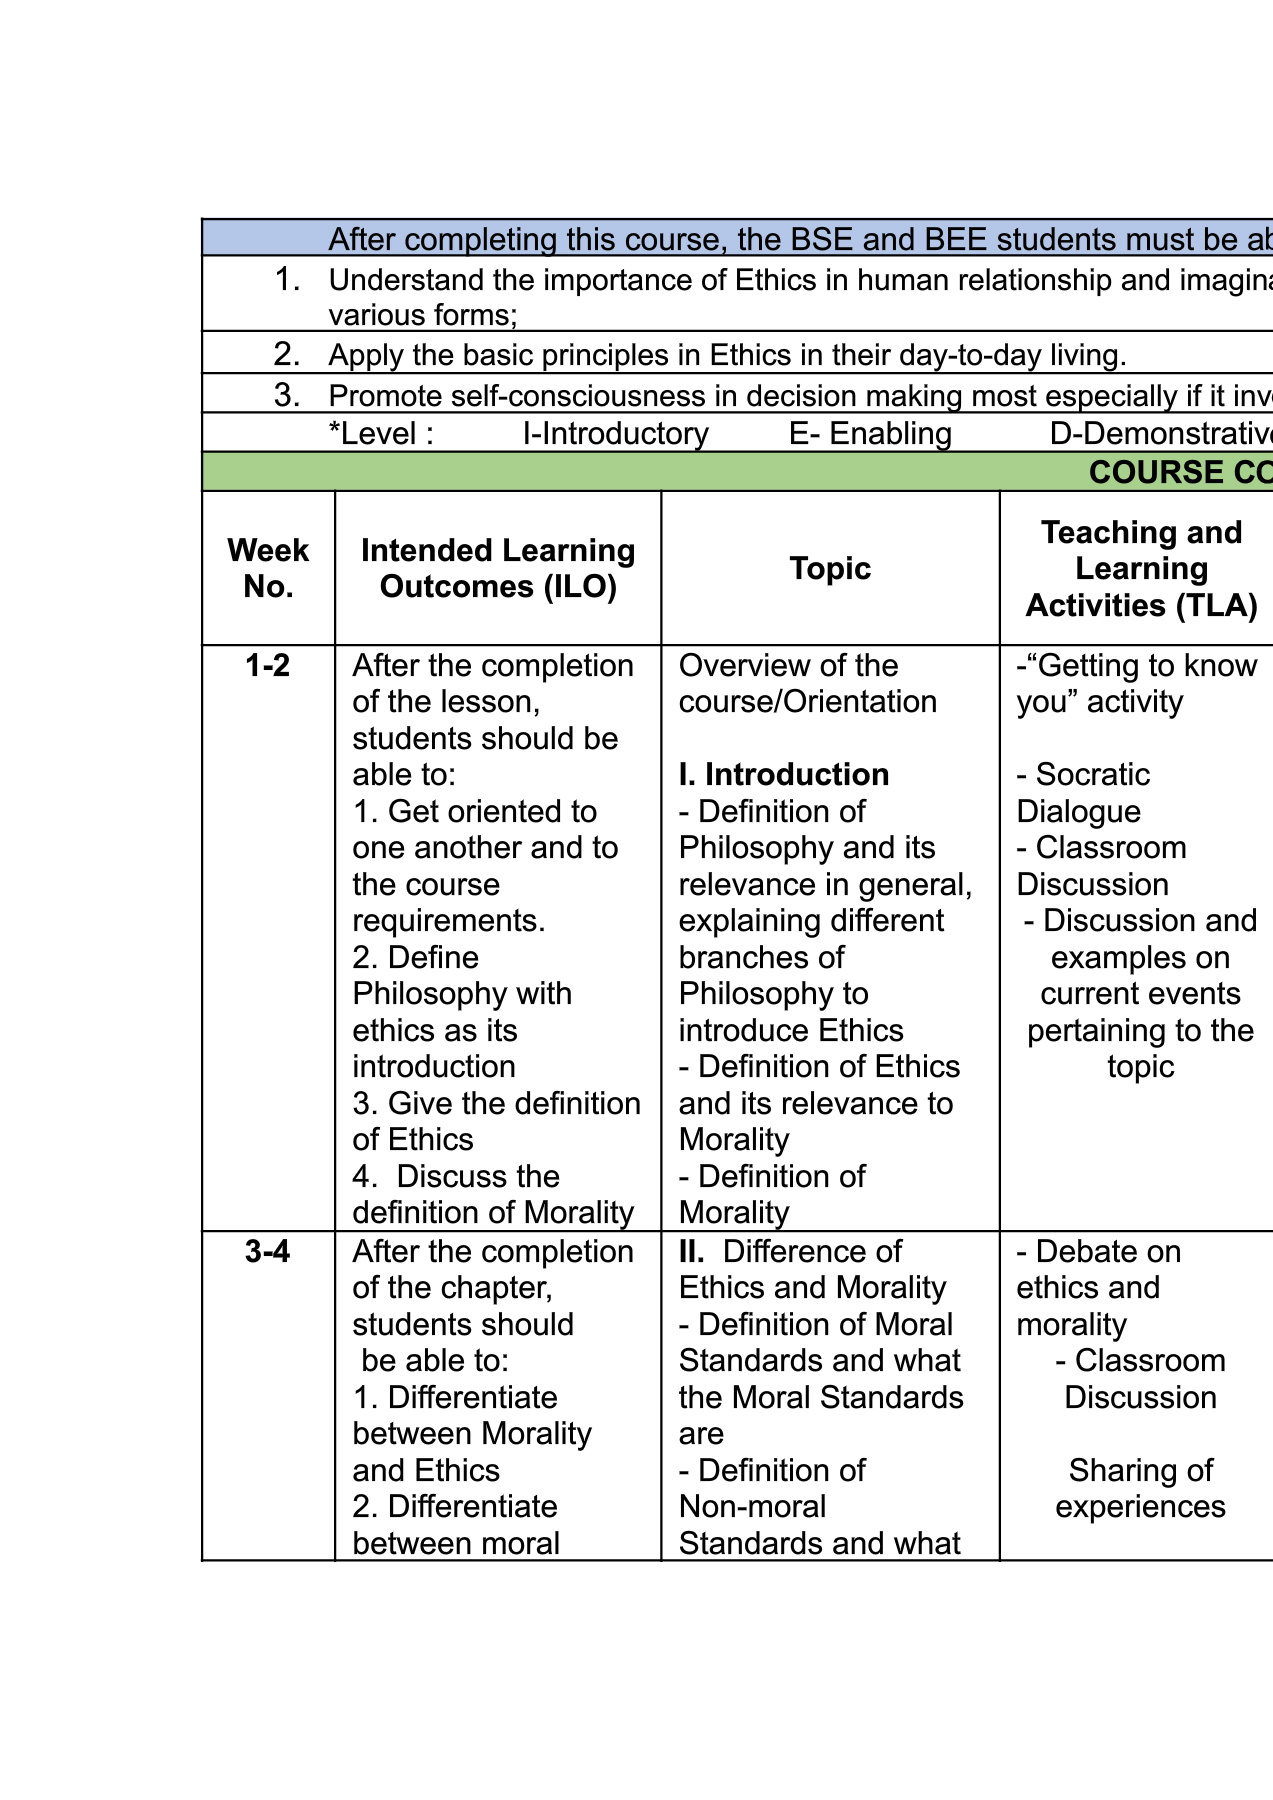 After completing this course, the BSE and BEE students must be
1. Understand the importance of Ethics in human relationship and
various forms;
2. Apply the basic principles in Ethics in their day-to-day living.
3. Promote self-consciousness in decision making most especially if it
*Level : I-Introductory E- Enabling D-Demonstrative
COURSE
Week
No.
Intended Learning
Outcomes (ILO)
Topic
Teaching and
Learning
Activities (TLA)
1-2
After the completion
of the lesson,
students should be
able to:
1. Get oriented to
one another and to
the course
requirements.
2. Define
Philosophy with
ethics as its
introduction
3. Give the definition
of Ethics
4. Discuss the
definition of Morality
Overview of the
course/Orientation
I. Introduction
- Definition of
Philosophy and its
relevance in general,
explaining different
branches of
Philosophy to
introduce Ethics
- Definition of Ethics
and its relevance to
Morality
- Definition of
Morality
-“Getting to know
you” activity
- Socratic
Dialogue
- Classroom
Discussion
- Discussion and
examples on
current events
pertaining to the
topic
3-4
After the completion
of the chapter,
students should
be able to:
1. Differentiate
between Morality
and Ethics
2. Differentiate
between moral
II. Difference of
Ethics and Morality
- Definition of Moral
Standards and what
the Moral Standards
are
- Definition of
Non-moral
Standards and what
- Debate on
ethics and
morality
- Classroom
Discussion
Sharing of
experiences